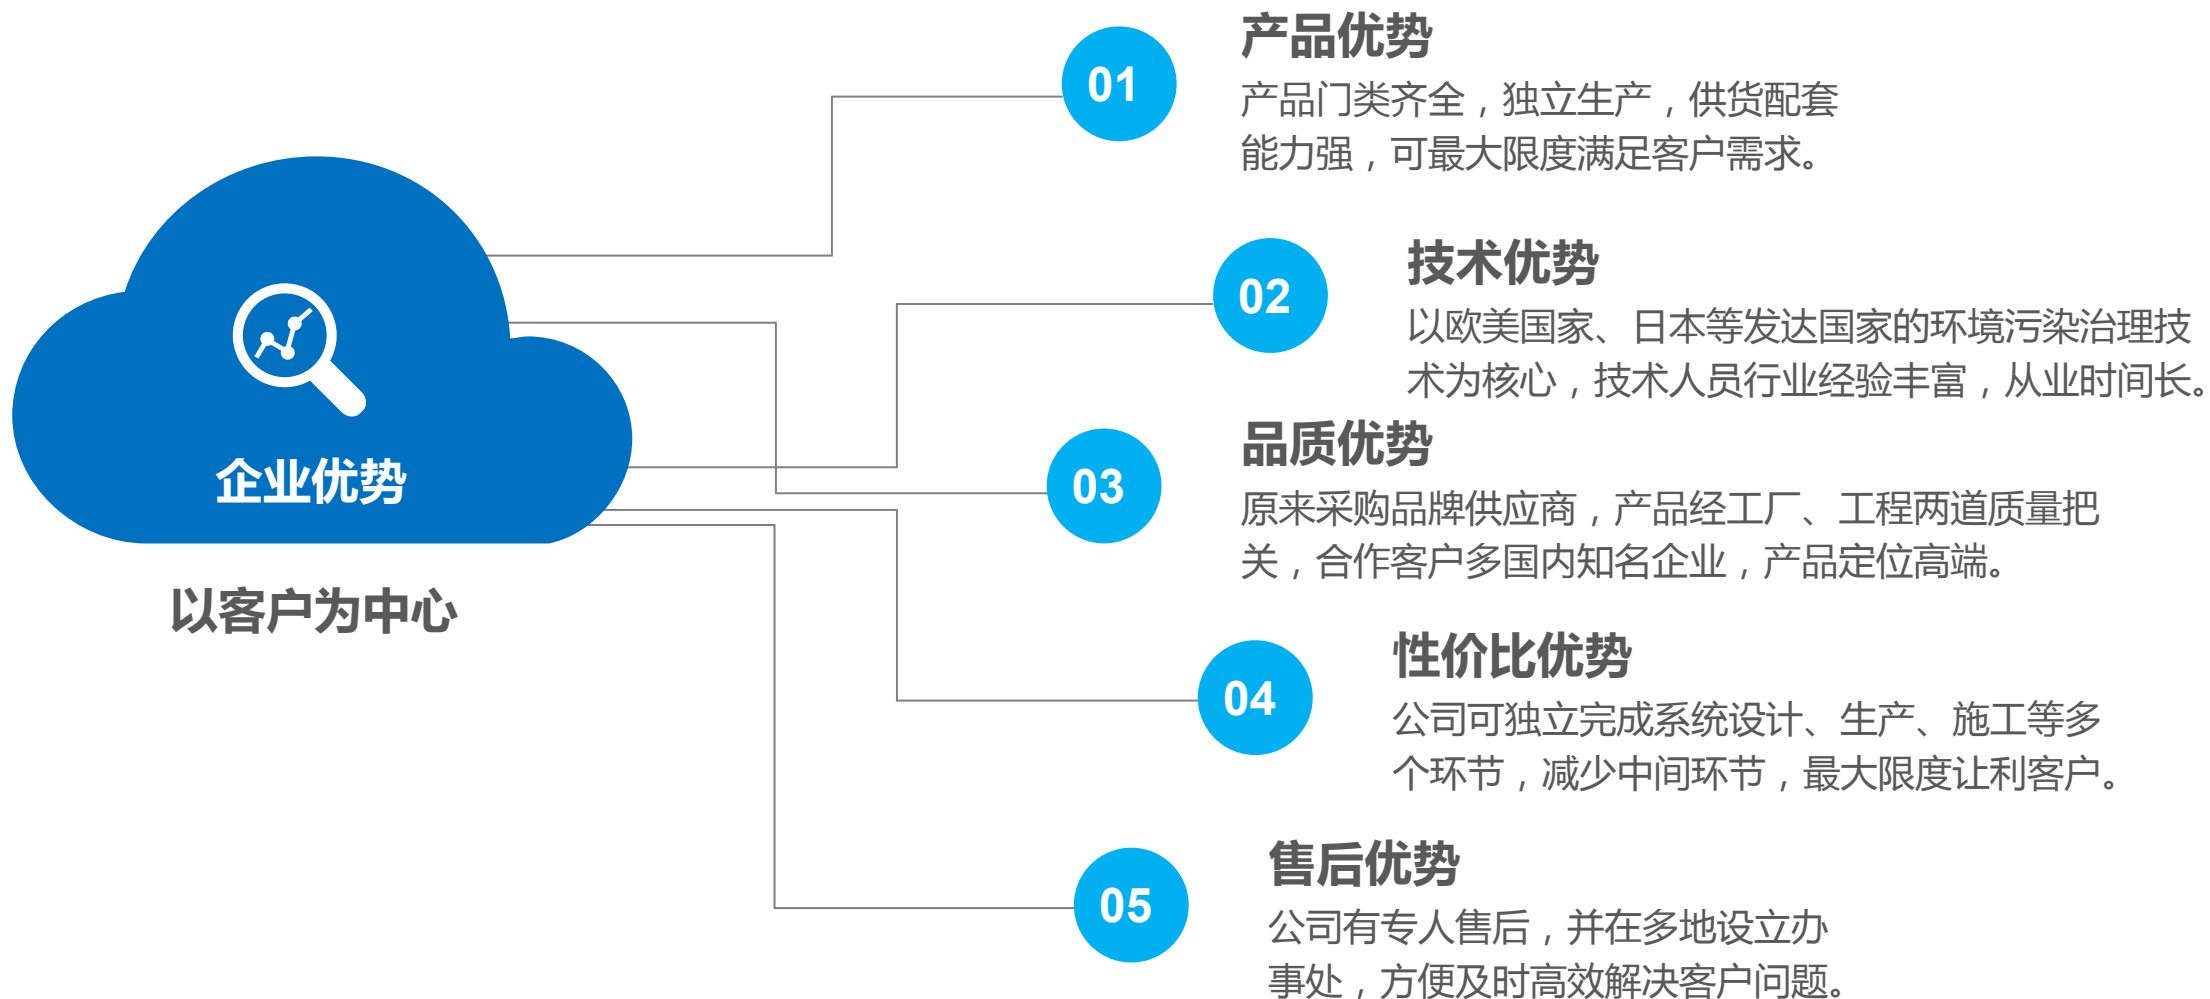 企业优势
以客户为中心
01
产品优势
产品门类齐全，独立生产，供货配套
能力强，可最大限度满足客户需求。
02
技术优势
以欧美国家、日本等发达国家的环境污染治理技
术为核心，技术人员行业经验丰富，从业时间长。
03
品质优势
原来采购品牌供应商，产品经工厂、工程两道质量把
关，合作客户多国内知名企业，产品定位高端。
04
性价比优势
公司可独立完成系统设计、生产、施工等多
个环节，减少中间环节，最大限度让利客户。
05
售后优势
公司有专人售后，并在多地设立办
事处，方便及时高效解决客户问题。